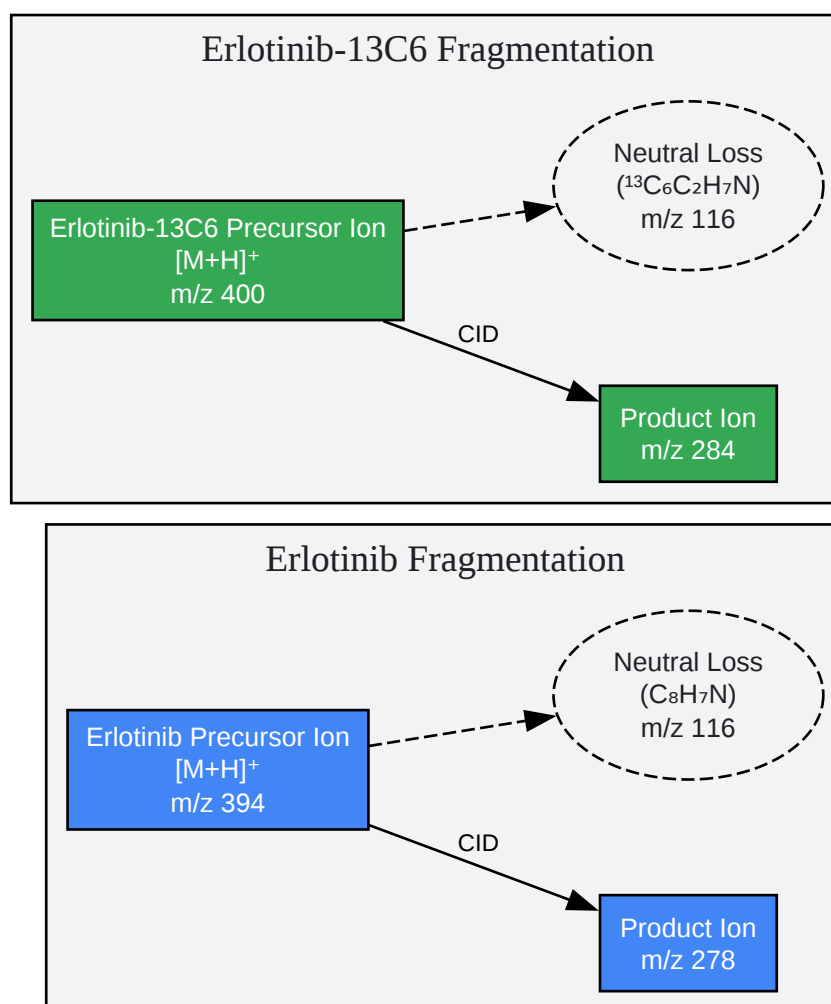 Erlotinib-13C6 Fragmentation
Neutral Loss
(¹³C₆C₂H₇N)
m/z 116
Erlotinib-13C6 Precursor Ion
[M+H]⁺
m/z 400
CID
Product Ion
m/z 284
Erlotinib Fragmentation
Neutral Loss
(C₈H₇N)
m/z 116
Erlotinib Precursor Ion
[M+H]⁺
m/z 394
CID
Product Ion
m/z 278